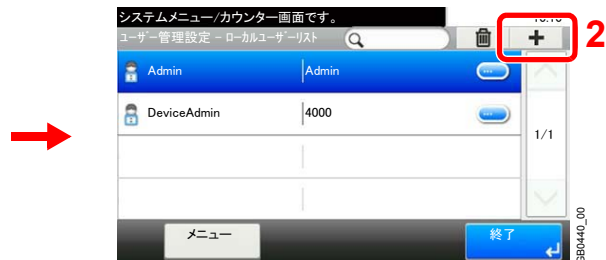 システムメニュー/カウンター画面です。
ユーザー管理設定 - ローカルユーザーリスト
2
Admin Admin
DeviceAdmin 4000
1/1
メニュー
終了
GB0440_00